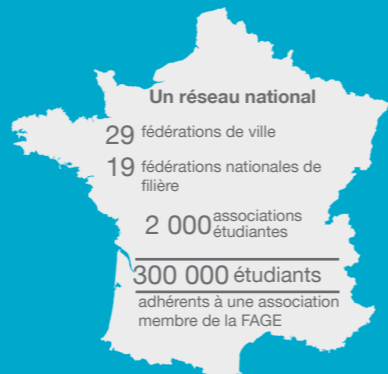 Un réseau national
29 fédérations de ville
19 fédérations nationales de
filière
2 000 associations
étudiantes
300 000 étudiants
adhérents à une association
membre de la FAGE